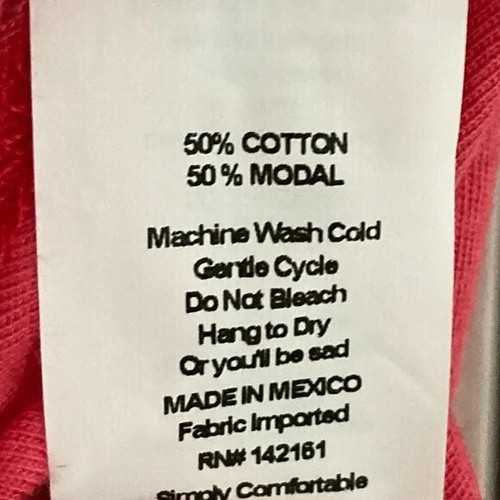 50% COTTON
50% MODAL
Machine Wash Cold
Gentle Cycle
Do Not Bleach
Hang to Dry
Or you'll be sad
MADE IN MEXICO
Fabric Imported
RN# 142161
Simply Comfortable